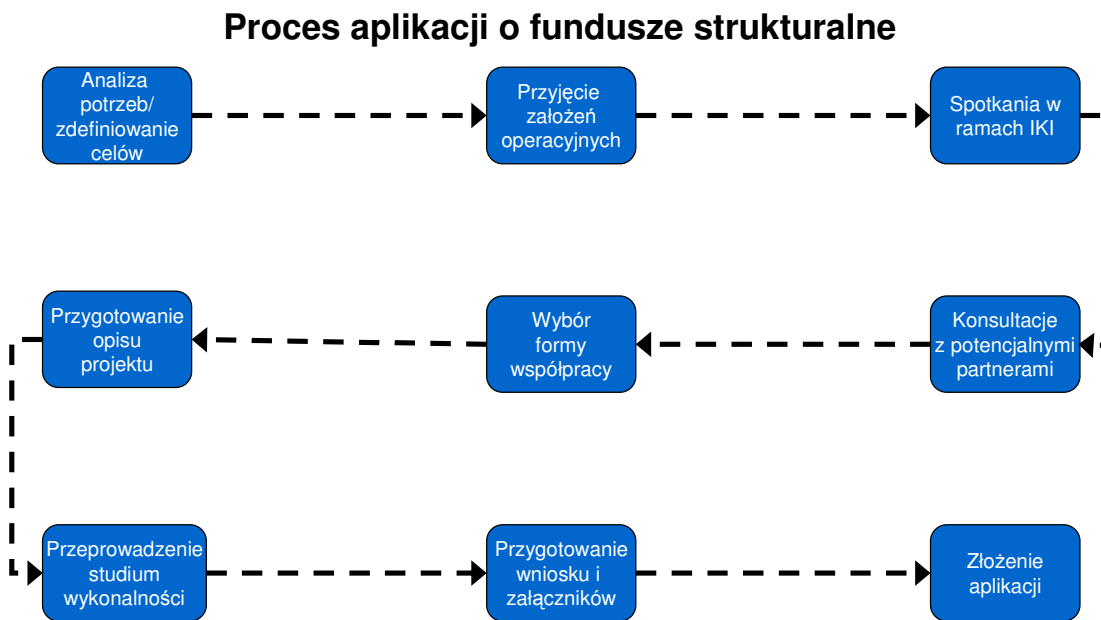 Proces aplikacji o fundusze strukturalne
Analiza
potrzeb/
zdefiniowanie
celów
Przyjęcie
założeń
operacyjnych
Spotkania w
ramach IKI
Konsultacje
z potencjalnymi
partnerami
Wybór
formy
współpracy
Przygotowanie
opisu
projektu
Przeprowadzenie
studium
wykonalności
Przygotowanie
wniosku i
załączników
Złożenie
aplikacji